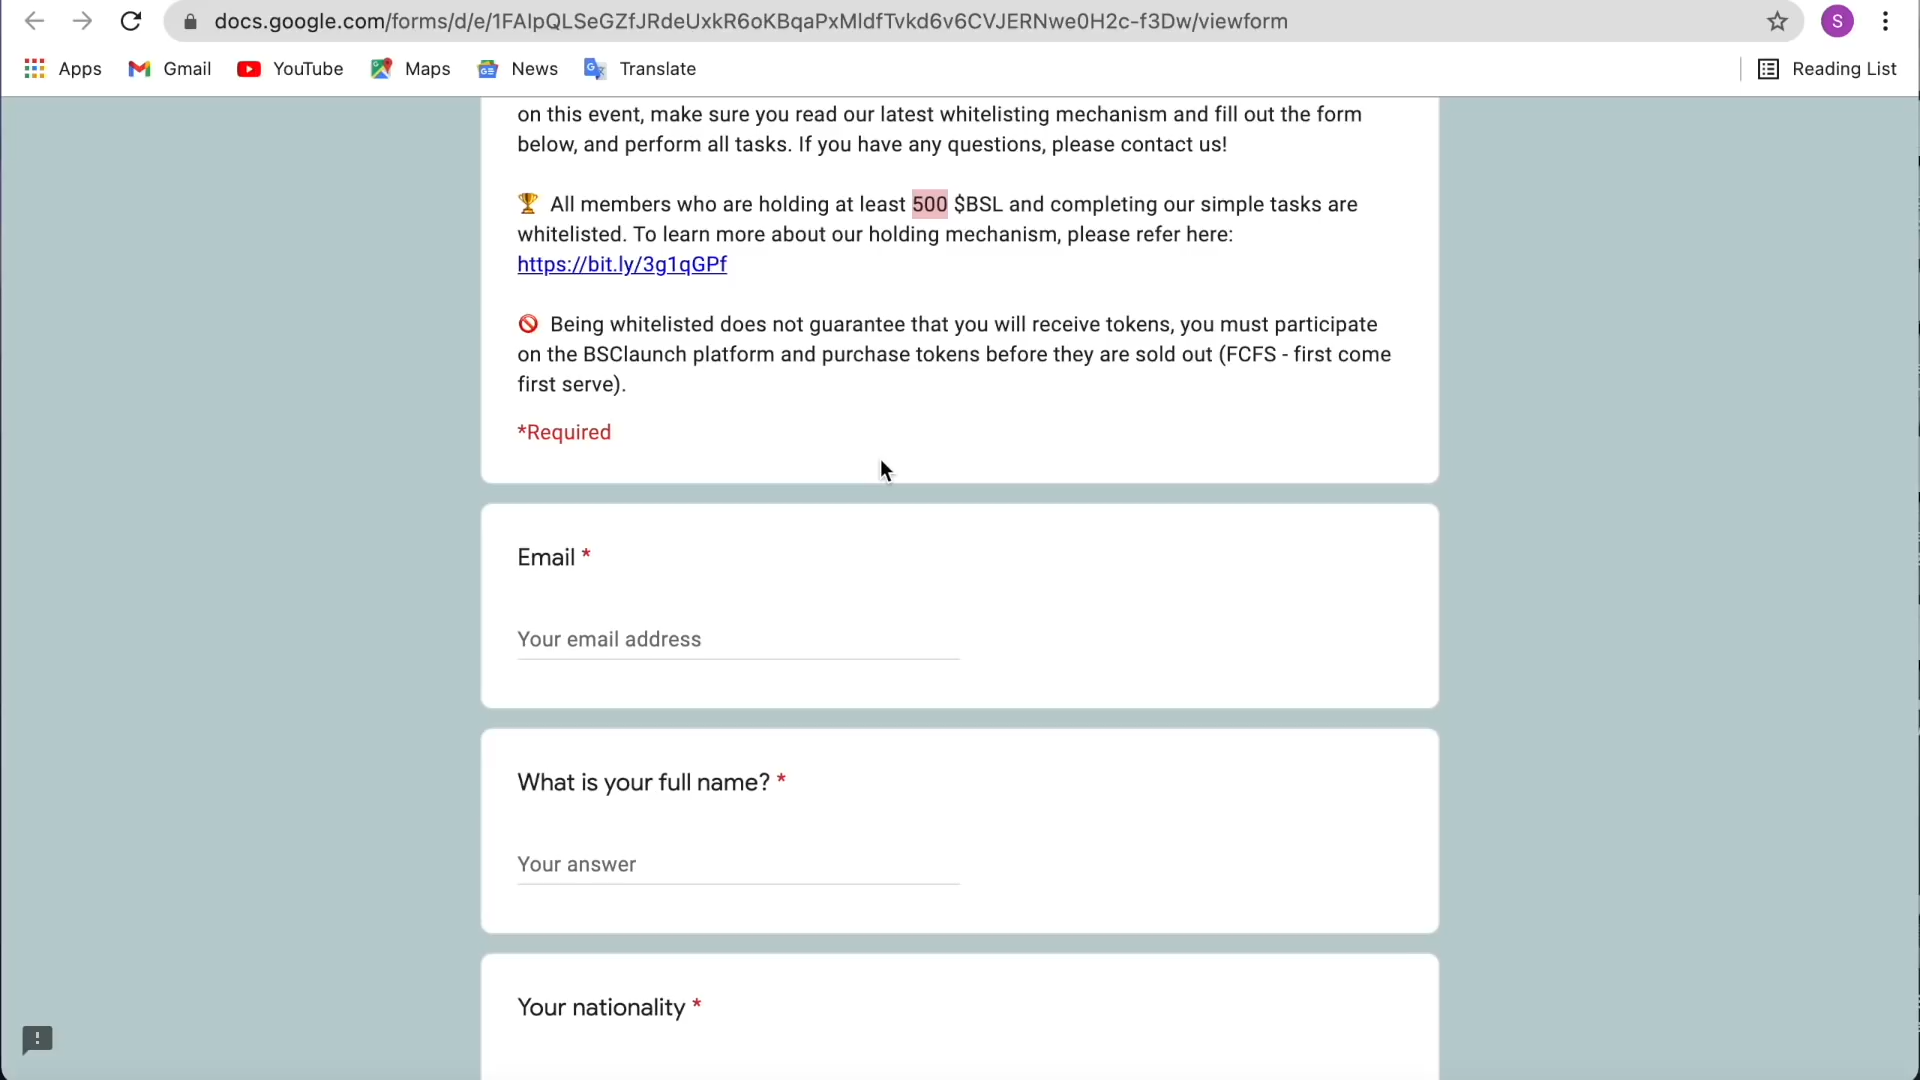 docs.google.com/forms/d/e/1FAIpQLSeGZfJRdeUxkR6oKBqaPxMldfTvkd6v6CVJERNwe0H2c-f3Dw/viewform
S
Apps Gmail YouTube Maps News Translate Reading List
on this event, make sure you read our latest whitelisting mechanism and fill out the form
below, and perform all tasks. If you have any questions, please contact us!
🏆 All members who are holding at least 500 $BSL and completing our simple tasks are
whitelisted. To learn more about our holding mechanism, please refer here:
https://bit.ly/3g1qGPf
🚫 Being whitelisted does not guarantee that you will receive tokens, you must participate
on the BSClaunch platform and purchase tokens before they are sold out (FCFS - first come
first serve).
*Required
Email *
Your email address
What is your full name? *
Your answer
Your nationality *